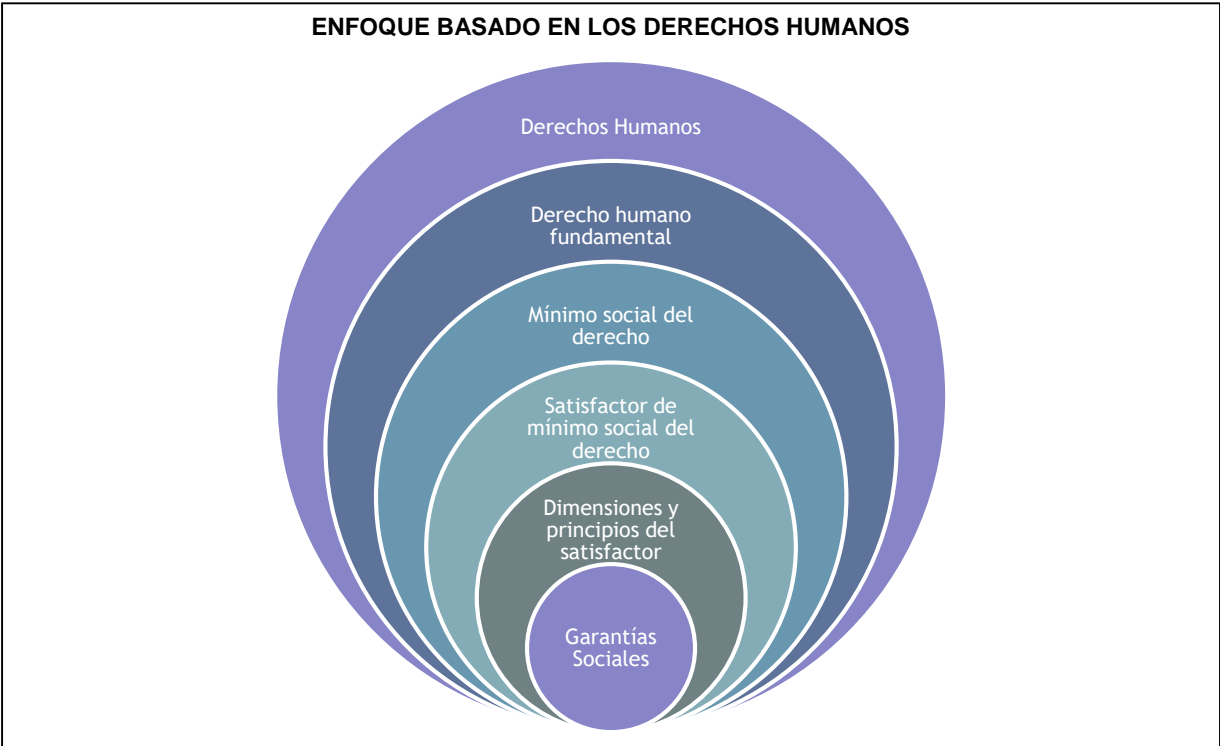 ENFOQUE BASADO EN LOS DERECHOS HUMANOS
Derechos Humanos
Derecho humano
fundamental
Mínimo social del
derecho
Satisfactor de
mínimo social del
derecho
Dimensiones y
principios del
satisfactor
Garantías
Sociales